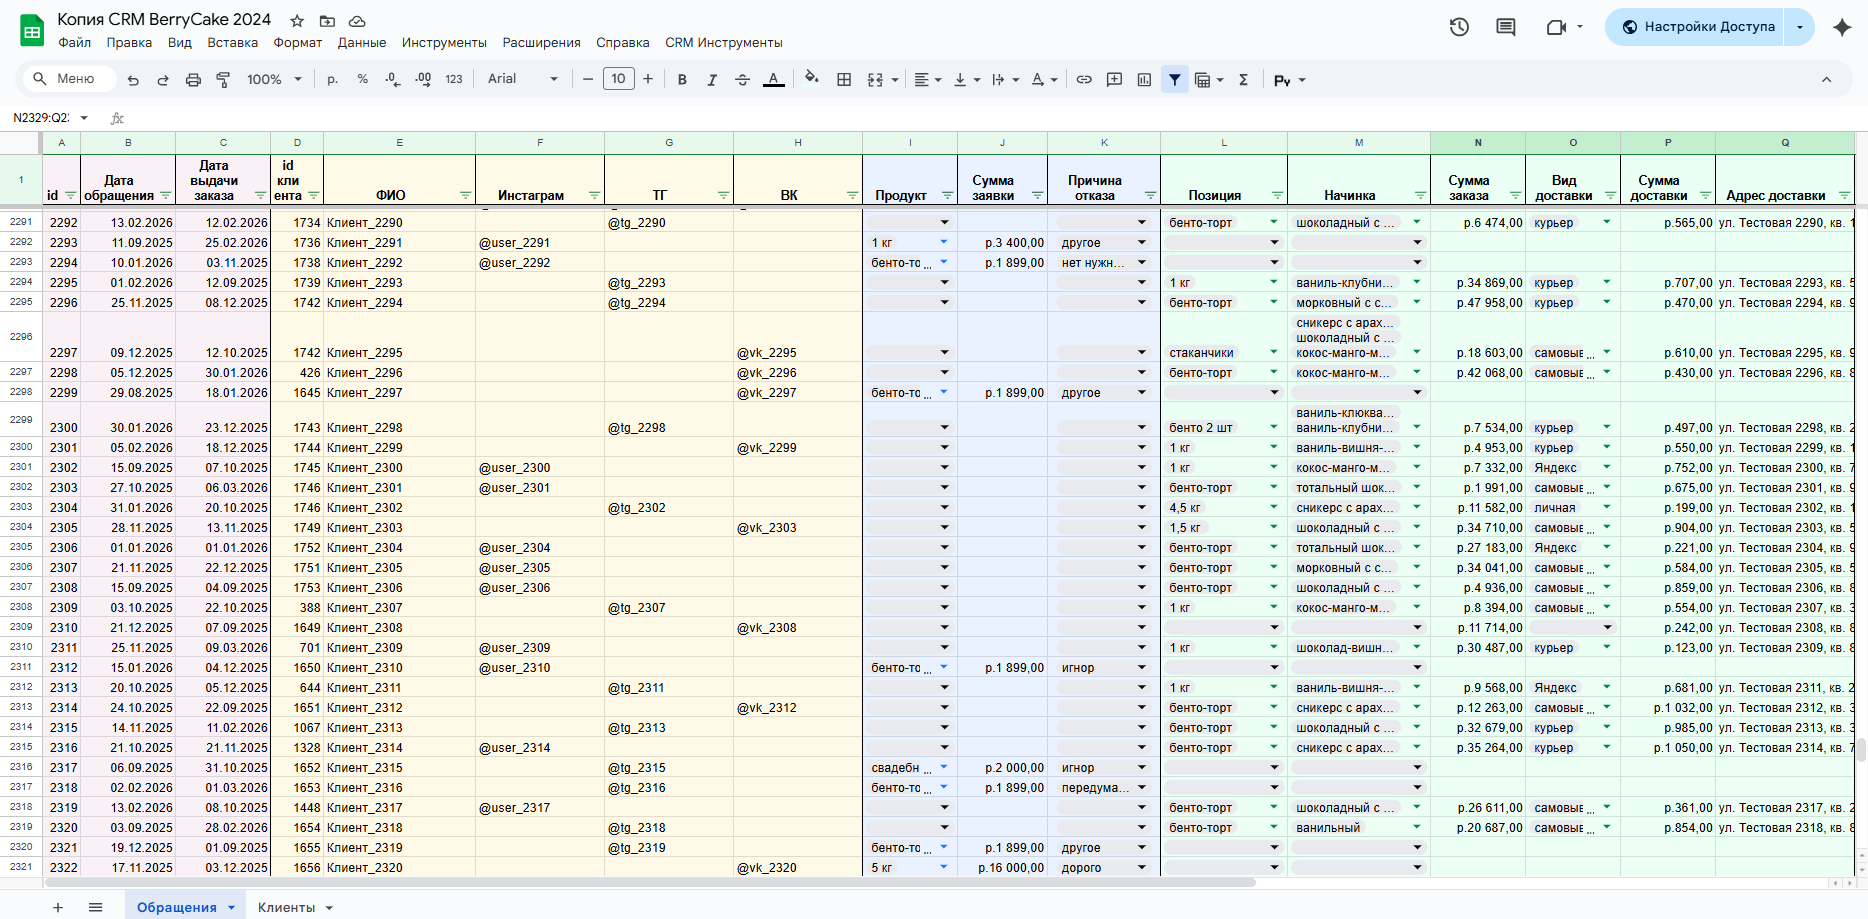 Копия CRM BerryCake 2024
Файл Правка Вид Вставка Формат Данные Инструменты Расширения Справка CRM Инструменты
Настройки Доступа
Меню 100% р. % .0 .00 123 Arial 10 B I A Σ Py
N2329:Q2 fx
A B C D E F G H I J K L M N O P Q
1 id Дата обращения Дата выдачи заказа id клиента ФИО Инстаграм ТГ ВК Продукт Сумма заявки Причина отказа Позиция Начинка Сумма заказа Вид доставки Сумма доставки Адрес доставки
2291 2292 13.02.2026 12.02.2026 1734 Клиент_2290 @tg_2290 бенто-торт шоколадный с ... р.6 474,00 курьер р.565,00 ул. Тестовая 2290, кв. 1
2292 2293 11.09.2025 25.02.2026 1736 Клиент_2291 @user_2291 1 кг р.3 400,00 другое
2293 2294 10.01.2026 03.11.2025 1738 Клиент_2292 @user_2292 бенто-то ... р.1 899,00 нет нужн...
2294 2295 01.02.2026 12.09.2025 1739 Клиент_2293 @tg_2293 1 кг ваниль-клубни... р.34 869,00 курьер р.707,00 ул. Тестовая 2293, кв. 5
2295 2296 25.11.2025 08.12.2025 1742 Клиент_2294 @tg_2294 бенто-торт морковный с с... р.47 958,00 курьер р.470,00 ул. Тестовая 2294, кв. 9
сникерс с арах...
шоколадный с ...
2296 2297 09.12.2025 12.10.2025 1742 Клиент_2295 @vk_2295 стаканчики кокос-манго-м... р.18 603,00 самовыв ... р.610,00 ул. Тестовая 2295, кв. 9
2297 2298 05.12.2025 30.01.2026 426 Клиент_2296 @vk_2296 бенто-торт кокос-манго-м... р.42 068,00 самовыв ... р.430,00 ул. Тестовая 2296, кв. 8
2298 2299 29.08.2025 18.01.2026 1645 Клиент_2297 @vk_2297 бенто-то ... р.1 899,00 другое
ваниль-клюква...
2299 2300 30.01.2026 23.12.2025 1743 Клиент_2298 @tg_2298 бенто 2 шт ваниль-клубни... р.7 534,00 курьер р.497,00 ул. Тестовая 2298, кв. 2
2300 2301 05.02.2026 18.12.2025 1744 Клиент_2299 @vk_2299 1 кг ваниль-вишня-... р.4 953,00 курьер р.550,00 ул. Тестовая 2299, кв. 1
2301 2302 15.09.2025 07.10.2025 1745 Клиент_2300 @user_2300 1 кг кокос-манго-м... р.7 332,00 Яндекс р.752,00 ул. Тестовая 2300, кв. 7
2302 2303 27.10.2025 06.03.2026 1746 Клиент_2301 @user_2301 бенто-торт тотальный шок... р.1 991,00 самовыв ... р.675,00 ул. Тестовая 2301, кв. 9
2303 2304 31.01.2026 20.10.2025 1746 Клиент_2302 @tg_2302 4,5 кг сникерс с арах... р.11 582,00 личная р.199,00 ул. Тестовая 2302, кв. 1
2304 2305 28.11.2025 13.11.2025 1749 Клиент_2303 @vk_2303 1,5 кг шоколадный с ... р.34 710,00 самовыв ... р.904,00 ул. Тестовая 2303, кв. 5
2305 2306 01.01.2026 01.01.2026 1752 Клиент_2304 @user_2304 бенто-торт тотальный шок... р.27 183,00 Яндекс р.221,00 ул. Тестовая 2304, кв. 9
2306 2307 21.11.2025 22.12.2025 1751 Клиент_2305 @user_2305 бенто-торт морковный с с... р.34 041,00 самовыв ... р.584,00 ул. Тестовая 2305, кв. 5
2307 2308 15.09.2025 04.09.2025 1753 Клиент_2306 @user_2306 бенто-торт шоколадный с ... р.4 936,00 самовыв ... р.859,00 ул. Тестовая 2306, кв. 8
2308 2309 03.10.2025 22.10.2025 388 Клиент_2307 @tg_2307 1 кг кокос-манго-м... р.8 394,00 самовыв ... р.554,00 ул. Тестовая 2307, кв. 3
2309 2310 21.12.2025 07.09.2025 1649 Клиент_2308 @vk_2308 р.11 714,00 р.242,00 ул. Тестовая 2308, кв. 8
2310 2311 25.11.2025 09.03.2026 701 Клиент_2309 @user_2309 1 кг шоколад-вишн... р.30 487,00 курьер р.123,00 ул. Тестовая 2309, кв. 8
2311 2312 15.01.2026 04.12.2025 1650 Клиент_2310 @user_2310 бенто-то ... р.1 899,00 игнор
2312 2313 20.10.2025 05.12.2025 644 Клиент_2311 @tg_2311 1 кг ваниль-вишня-... р.9 568,00 Яндекс р.681,00 ул. Тестовая 2311, кв. 2
2313 2314 24.10.2025 22.09.2025 1651 Клиент_2312 @vk_2312 бенто-торт сникерс с арах... р.12 263,00 самовыв ... р.1 032,00 ул. Тестовая 2312, кв. 3
2314 2315 14.11.2025 11.02.2026 1067 Клиент_2313 @tg_2313 бенто-торт шоколадный с ... р.32 679,00 курьер р.985,00 ул. Тестовая 2313, кв. 3
2315 2316 21.10.2025 21.11.2025 1328 Клиент_2314 @user_2314 бенто-торт сникерс с арах... р.35 264,00 курьер р.1 050,00 ул. Тестовая 2314, кв. 7
2316 2317 06.09.2025 31.10.2025 1652 Клиент_2315 @tg_2315 свадебн ... р.2 000,00 игнор
2317 2318 02.02.2026 01.03.2026 1653 Клиент_2316 @tg_2316 бенто-то ... р.1 899,00 передума...
2318 2319 13.02.2026 08.10.2025 1448 Клиент_2317 @user_2317 бенто-торт шоколадный с ... р.26 611,00 самовыв ... р.361,00 ул. Тестовая 2317, кв. 2
2319 2320 03.09.2025 28.02.2026 1654 Клиент_2318 @tg_2318 бенто-торт ванильный р.20 687,00 самовыв ... р.854,00 ул. Тестовая 2318, кв. 8
2320 2321 19.12.2025 01.09.2025 1655 Клиент_2319 @tg_2319 бенто-то ... р.1 899,00 другое
2321 2322 17.11.2025 03.12.2025 1656 Клиент_2320 @vk_2320 5 кг р.16 000,00 дорого
Обращения Клиенты